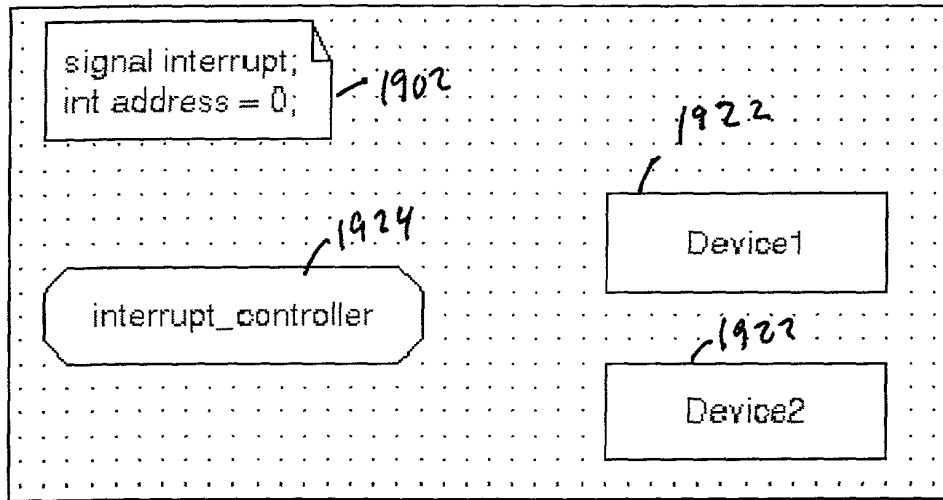 signal interrupt;
int address = 0;
1902
1922
Device1
1924
interrupt_controller
1922
Device2